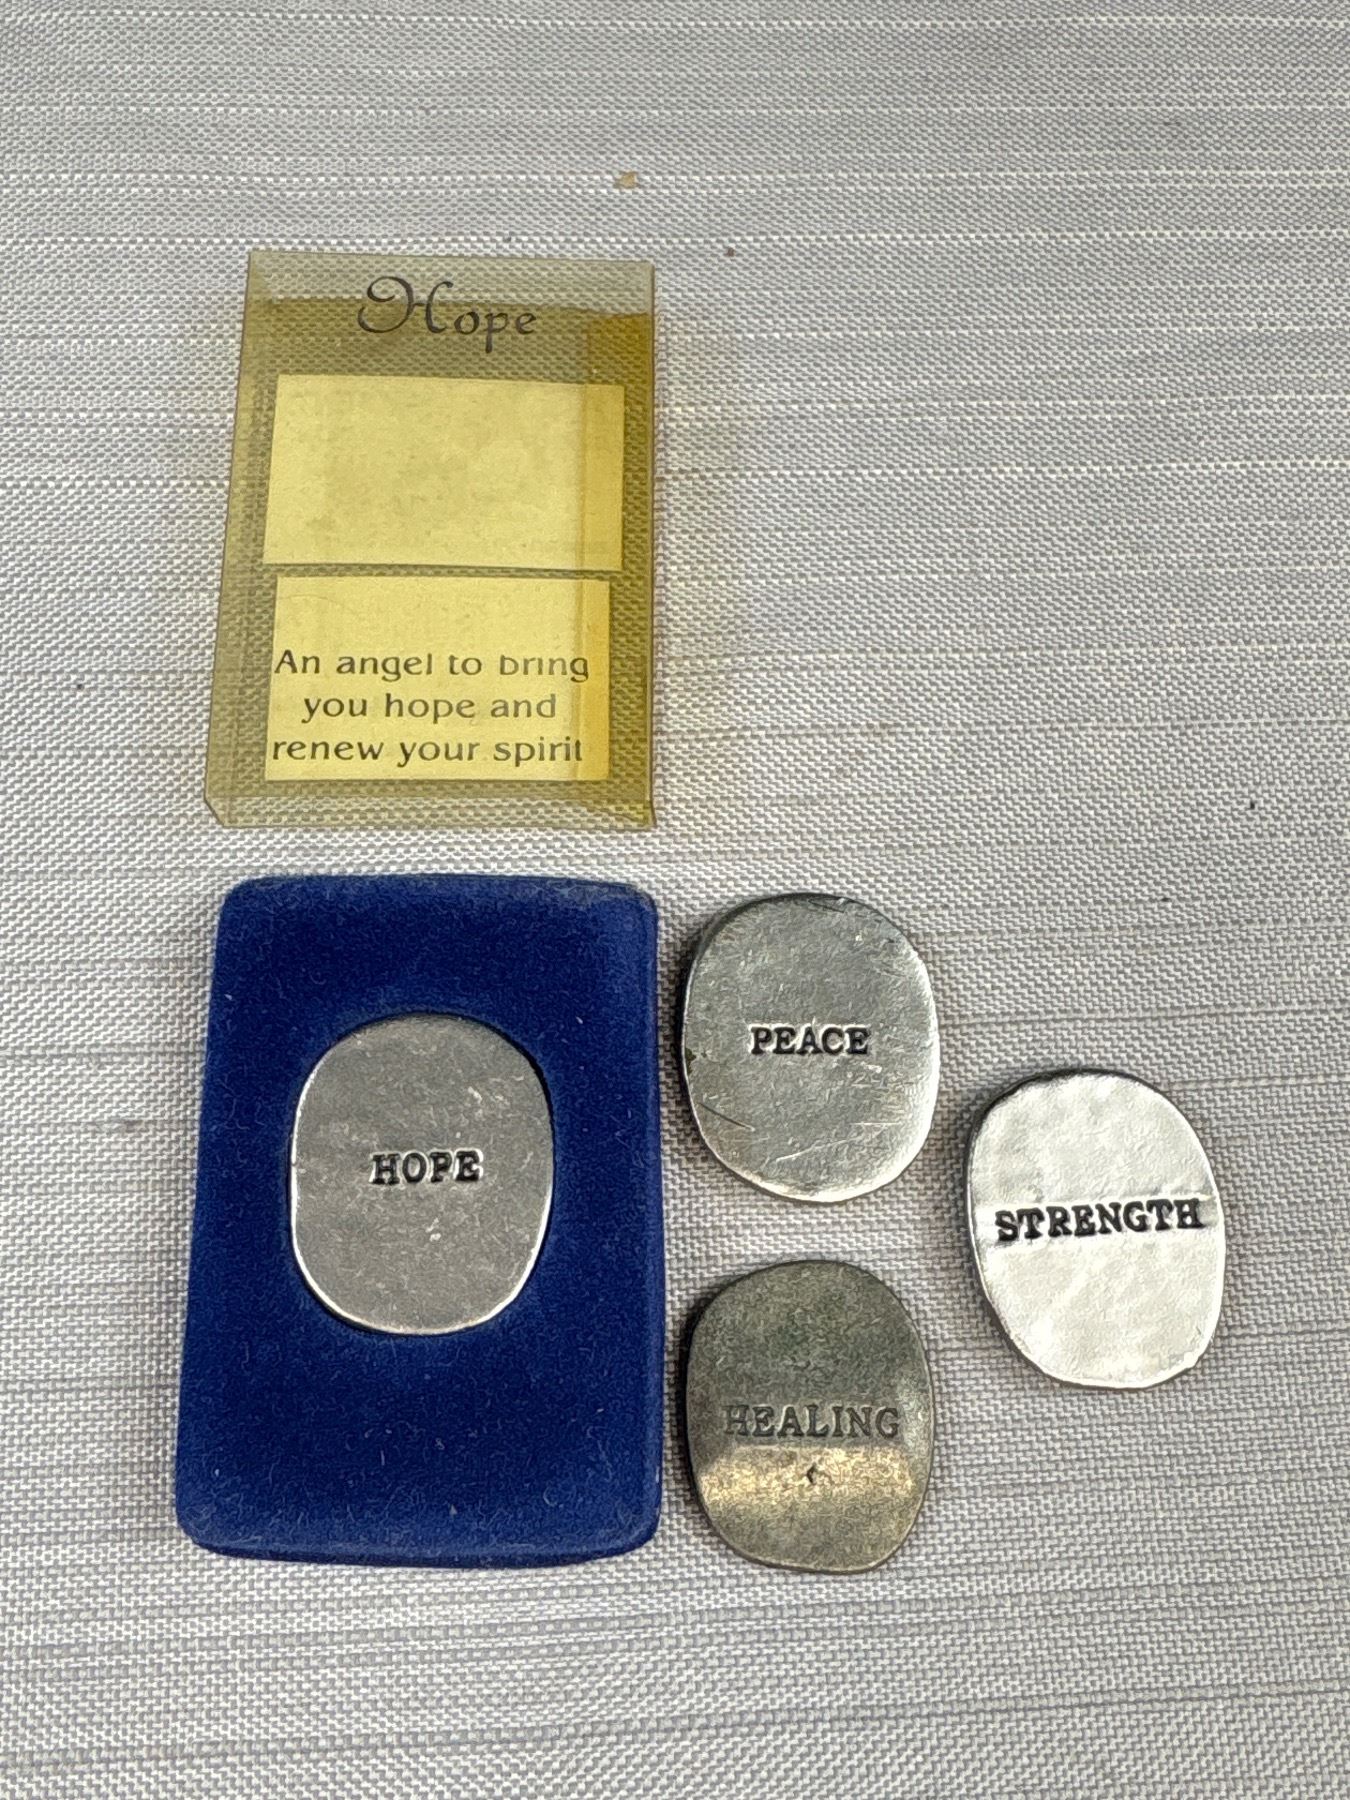 Hope
An angel to bring
you hope and
renew your spirit
HOPE
PEACE
STRENGTH
HEALING